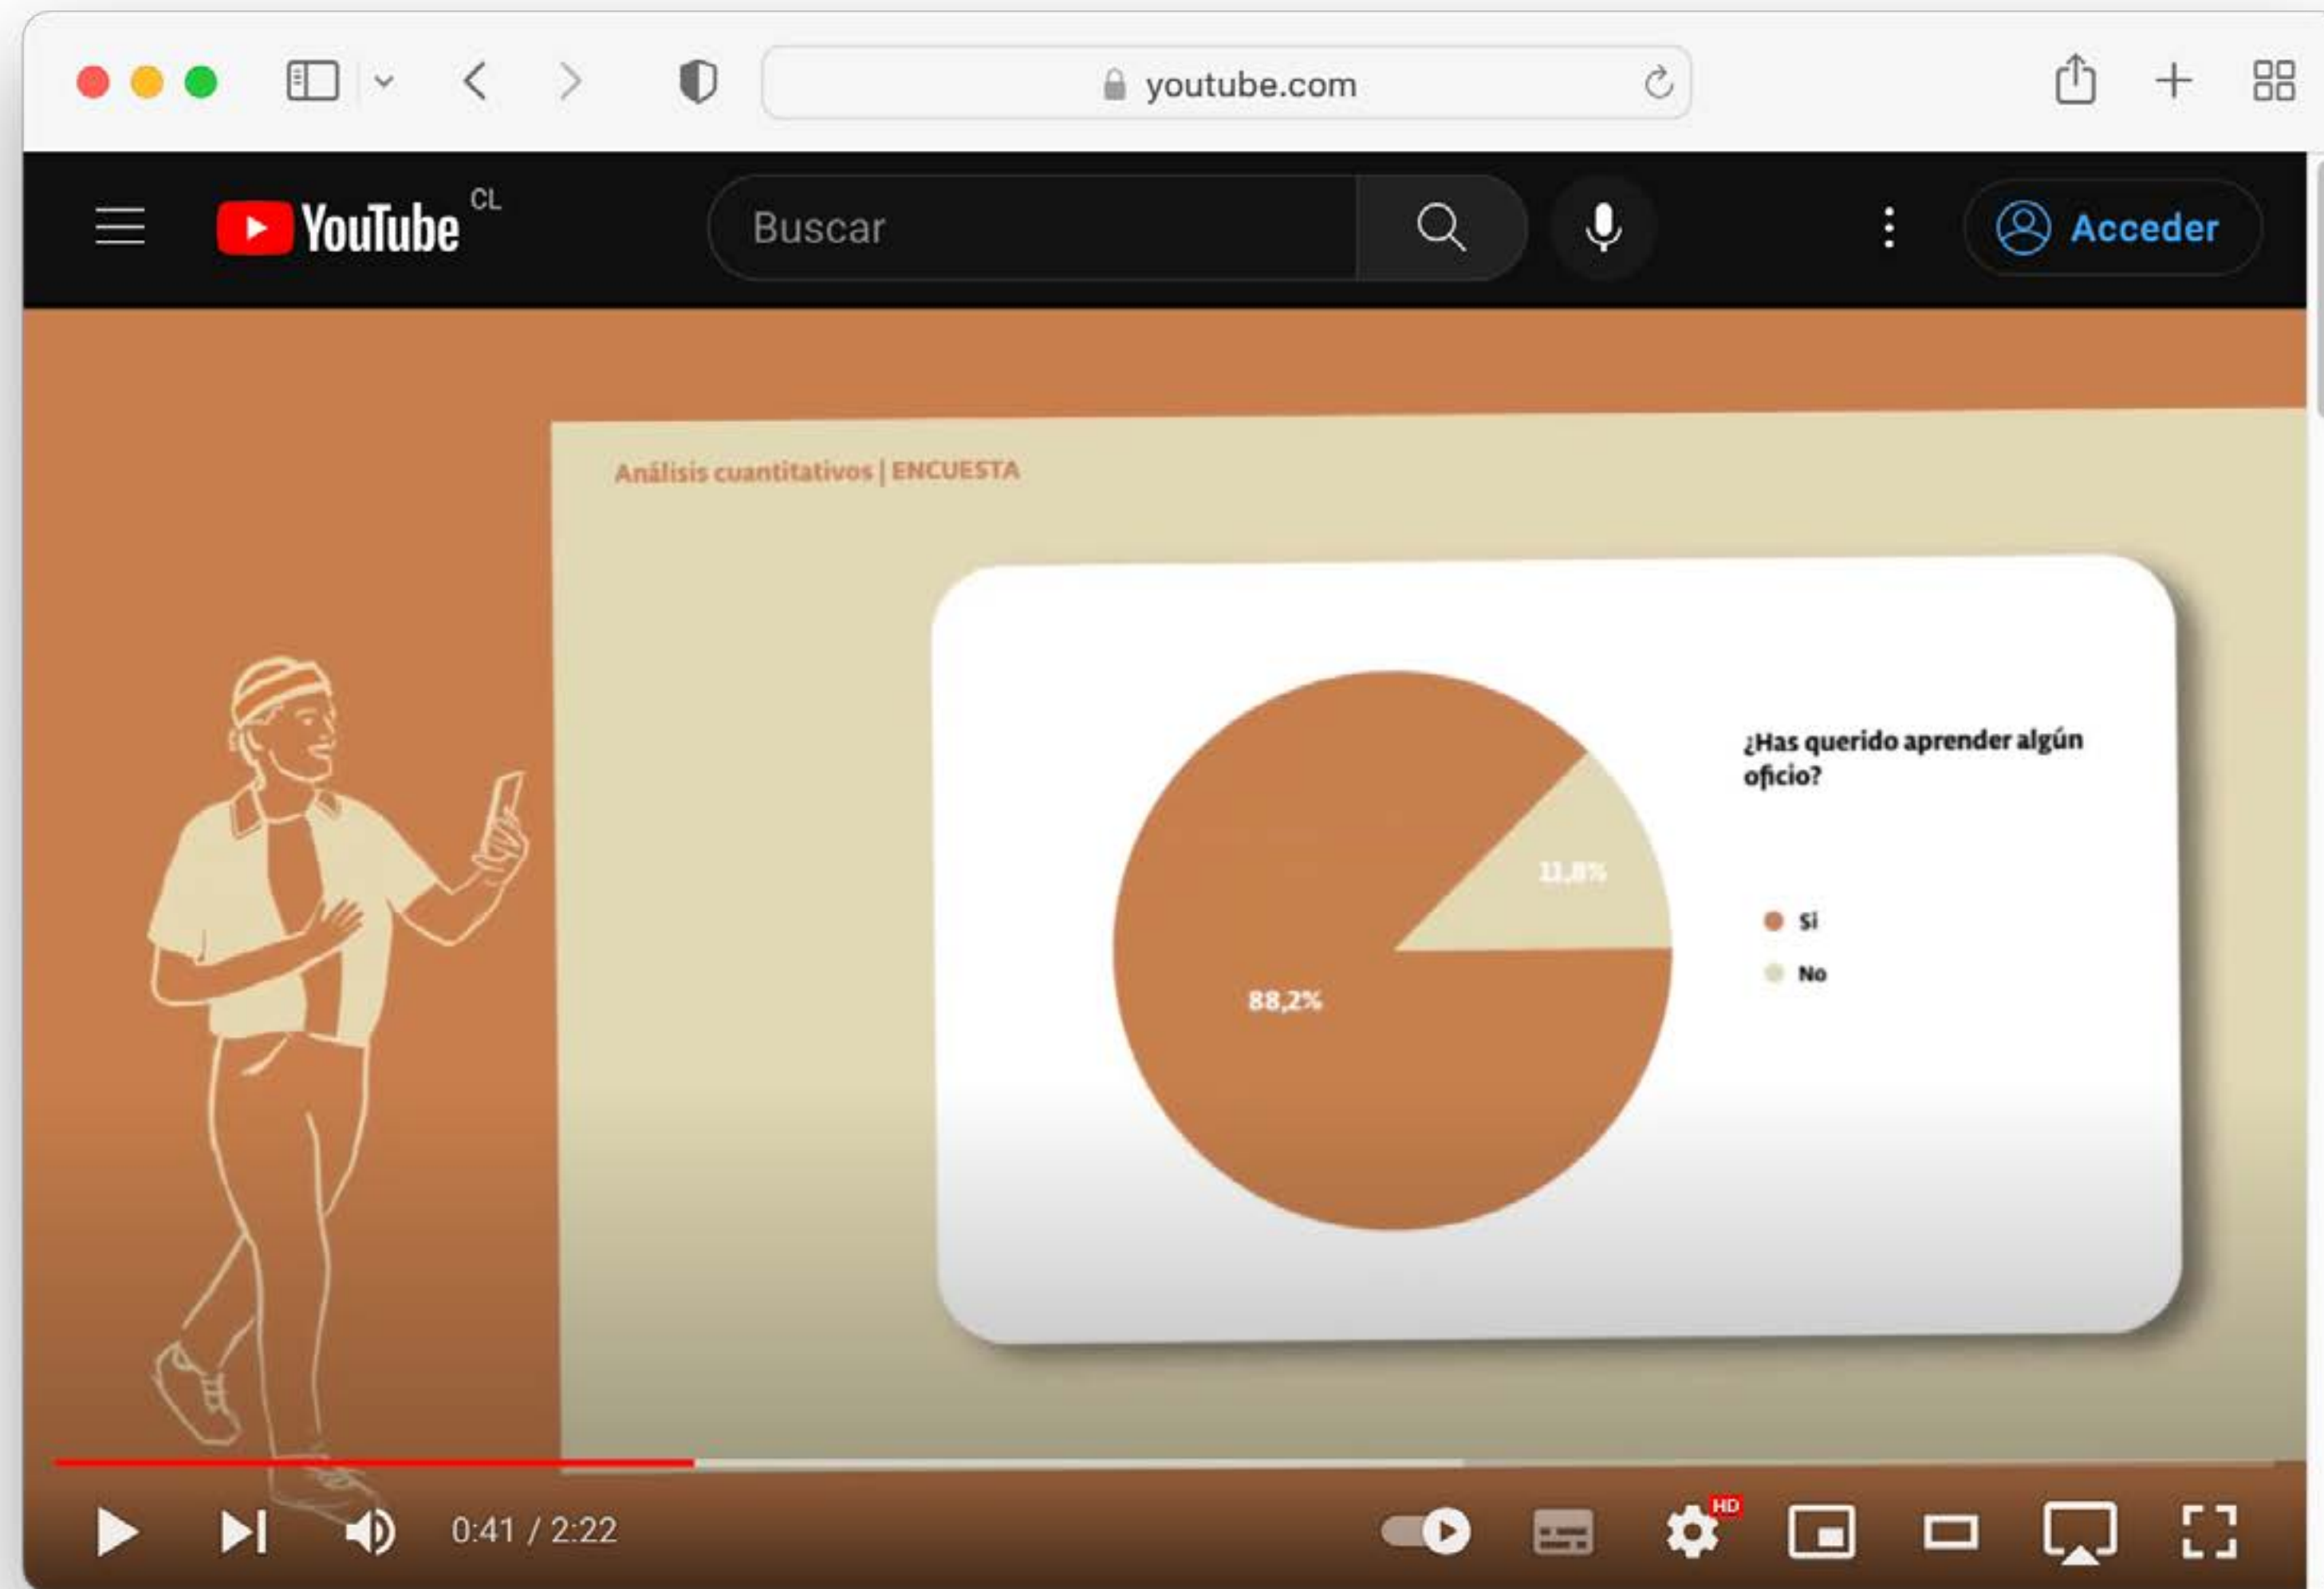 youtube.com
YouTube CL
Buscar
Acceder
Análisis cuantitativos | ENCUESTA
¿Has querido aprender algún
oficio?
11,8%
Si
No
88,2%
0:41 / 2:22
HD